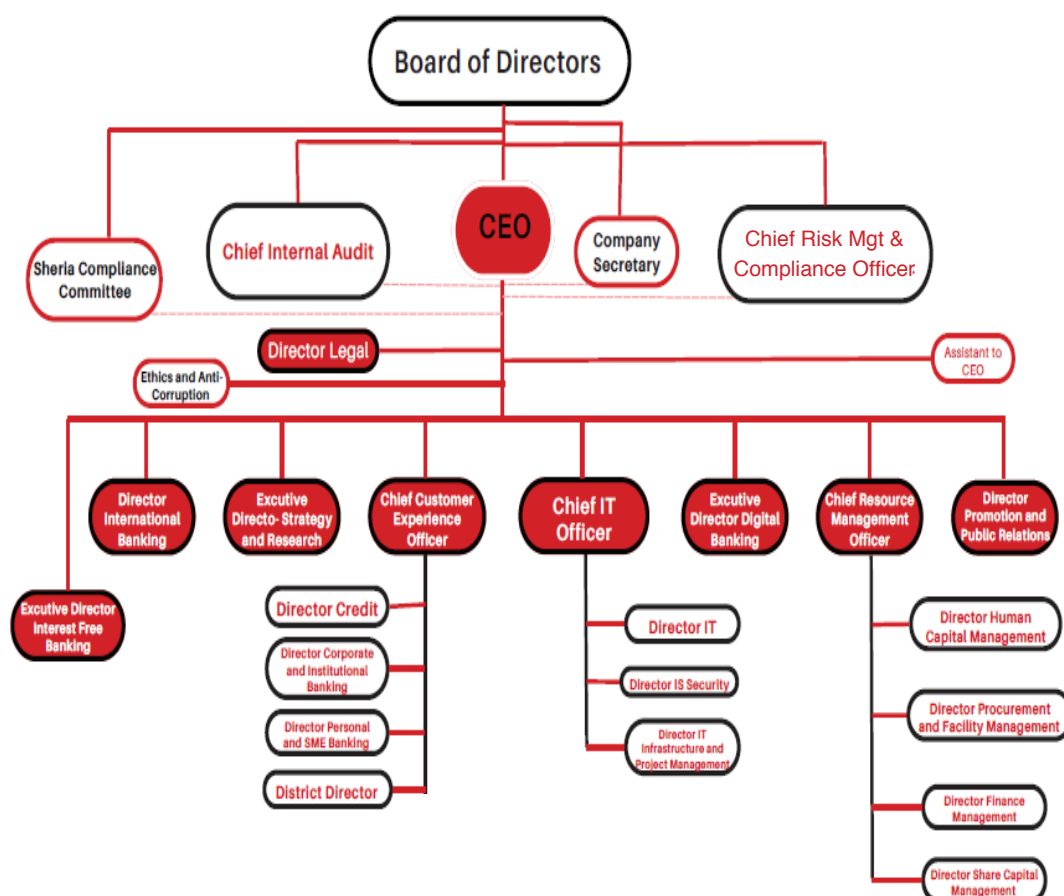 Board of Directors
Sheria Compliance
Committee
Chief Internal Audit
CEO
Company
Secretary
Chief Risk Mgt &
Compliance Officer
Director Legal
Ethics and Anti-
Corruption
Assistant to
CEO
Excutive Director
Interest Free
Banking
Director
International
Banking
Excutive
Directo- Strategy
and Research
Chief Customer
Experience
Officer
Chief IT
Officer
Excutive
Director Digital
Banking
Chief Resource
Management
Officer
Director
Promotion and
Public Relations
Director Credit
Director Corporate
and Institutional
Banking
Director Personal
and SME Banking
District Director
Director IT
Director IS Security
Director IT
Infrastructure and
Project Management
Director Human
Capital Management
Director Procurement
and Facility Management
Director Finance
Management
Director Share Capital
Management